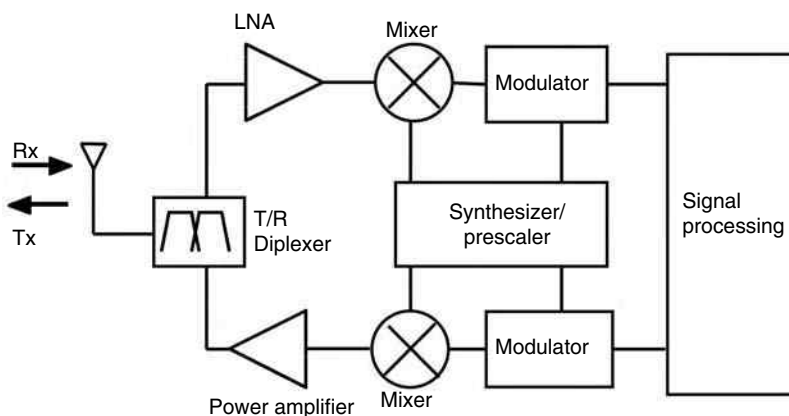 LNA
Mixer
Modulator
Rx
Tx
T/R
Diplexer
Synthesizer/
prescaler
Signal
processing
Modulator
Mixer
Power amplifier